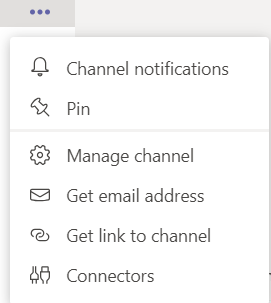 Channel notifications
Pin
Manage channel
Get email address
Get link to channel
Connectors